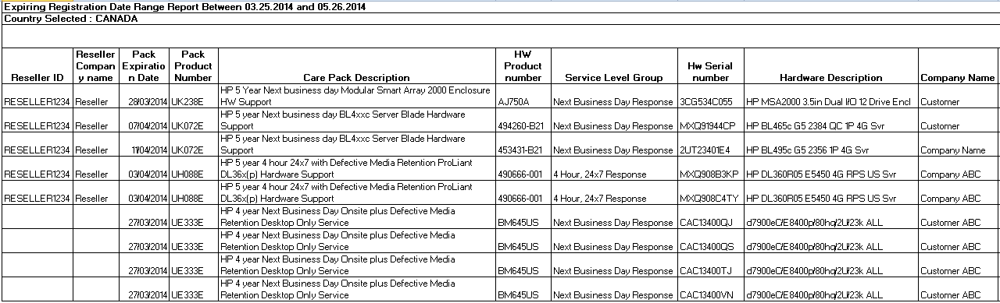 Expiring Registration Date Range Report Between 03.25.2014 and 05.26.2014
Country Selected : CANADA
Reseller ID Reseller Company name Pack Expiration Date Pack Product Number Care Pack Description HW Product number Service Level Group Hw Serial number Hardware Description Company Name
RESELLER1234 Reseller 28/03/2014 UK238E HP 5 Year Next business day Modular Smart Array 2000 Enclosure HW Support AJ750A Next Business Day Response 3CG534C055 HP MSA2000 3.5in Dual I/O 12 Drive Encl Customer
RESELLER1234 Reseller 07/04/2014 UK072E HP 5 year Next business day BL4xxc Server Blade Hardware Support 494260-B21 Next Business Day Response MXQ91944CP HP BL465c G5 2384 QC 1P 4G Svr Customer
RESELLER1234 Reseller 11/04/2014 UK072E HP 5 year Next business day BL4xxc Server Blade Hardware Support 453431-B21 Next Business Day Response 2UT23401E4 HP BL495c G5 2356 1P 4G Svr Company Name
RESELLER1234 Reseller 03/04/2014 UH088E HP 5 year 4 hour 24x7 with Defective Media Retention ProLiant DL36x(p) Hardware Support 490666-001 4 Hour, 24x7 Response MXQ908B3KP HP DL360R05 E5450 4G RPS US Svr Company ABC
RESELLER1234 Reseller 03/04/2014 UH088E HP 5 year 4 hour 24x7 with Defective Media Retention ProLiant DL36x(p) Hardware Support 490666-001 4 Hour, 24x7 Response MXQ908C4TY HP DL360R05 E5450 4G RPS US Svr Company ABC
27/03/2014 UE333E HP 4 year Next Business Day Onsite plus Defective Media Retention Desktop Only Service BM645US Next Business Day Response CAC13400QJ d7900eC/E8400p/80hq/2U/23k ALL Customer ABC
27/03/2014 UE333E HP 4 year Next Business Day Onsite plus Defective Media Retention Desktop Only Service BM645US Next Business Day Response CAC13400QS d7900eC/E8400p/80hq/2U/23k ALL Customer ABC
27/03/2014 UE333E HP 4 year Next Business Day Onsite plus Defective Media Retention Desktop Only Service BM645US Next Business Day Response CAC13400TJ d7900eC/E8400p/80hq/2U/23k ALL Customer ABC
27/03/2014 UE333E HP 4 year Next Business Day Onsite plus Defective Media Retention Desktop Only Service BM645US Next Business Day Response CAC13400VN d7900eC/E8400p/80hq/2U/23k ALL Customer ABC